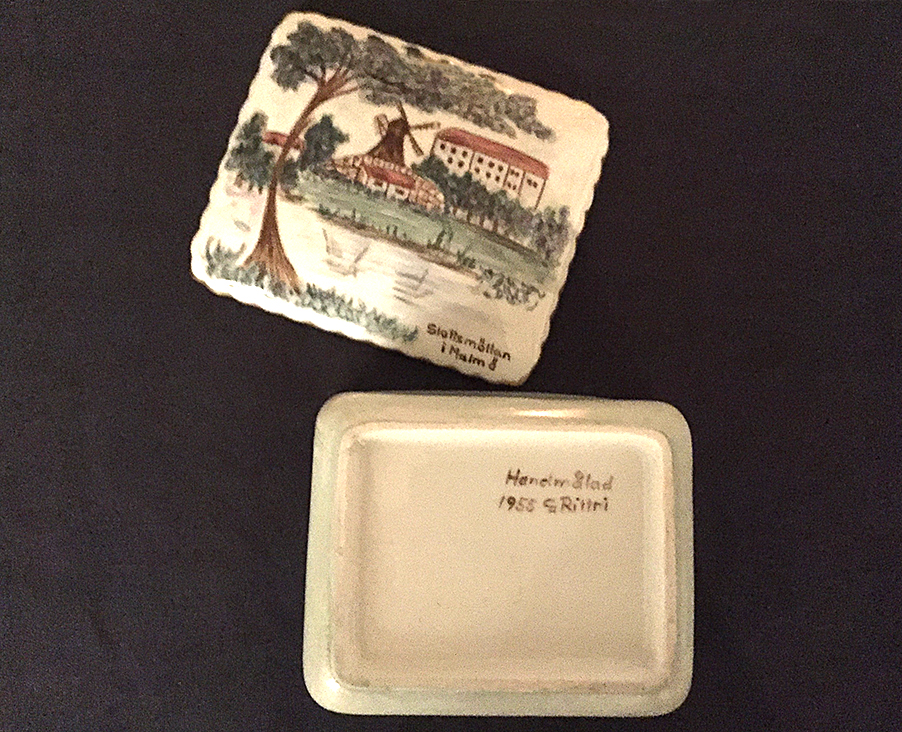 Slottsmöllan
i Malmö
Handmålad
1955 G Rittri